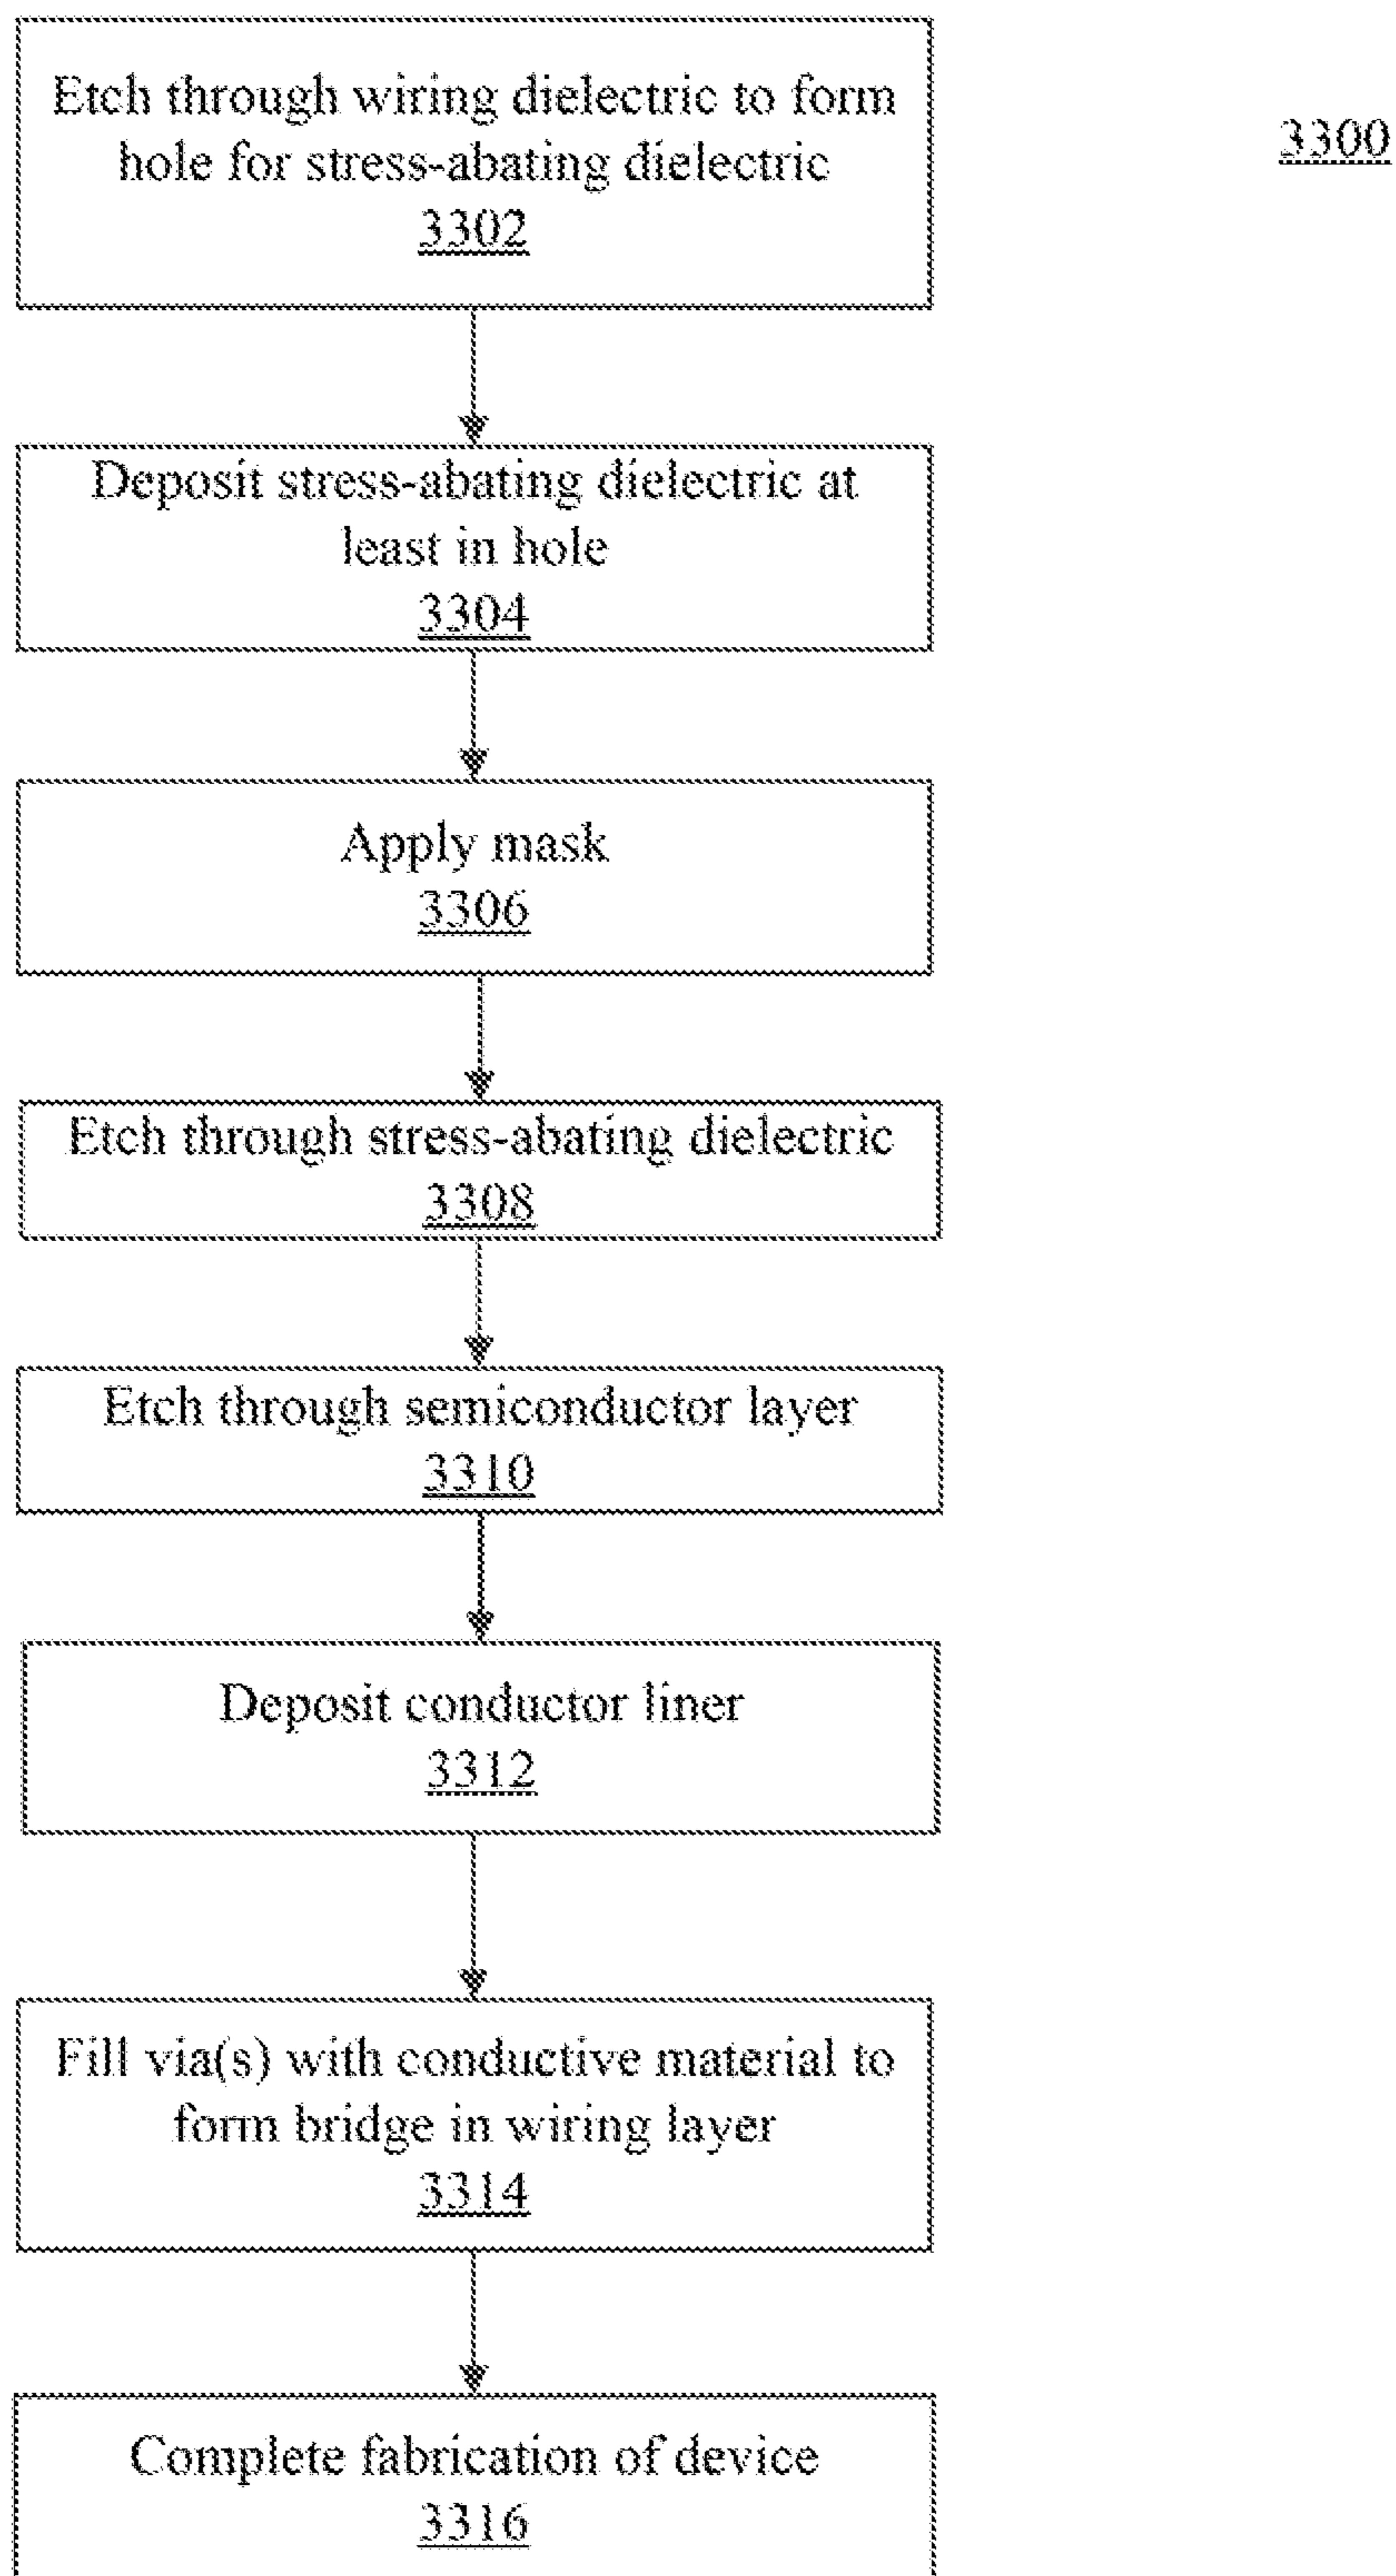 Etch through wiring dielectric to form
hole for stress-abating dielectric
3302
3300
Deposit stress-abating dielectric at
least in hole
3304
Apply mask
3306
Etch through stress-abating dielectric
3308
Etch through semiconductor layer
3310
Deposit conductor liner
3312
Fill via(s) with conductive material to
form bridge in wiring layer
3314
Complete fabrication of device
3316